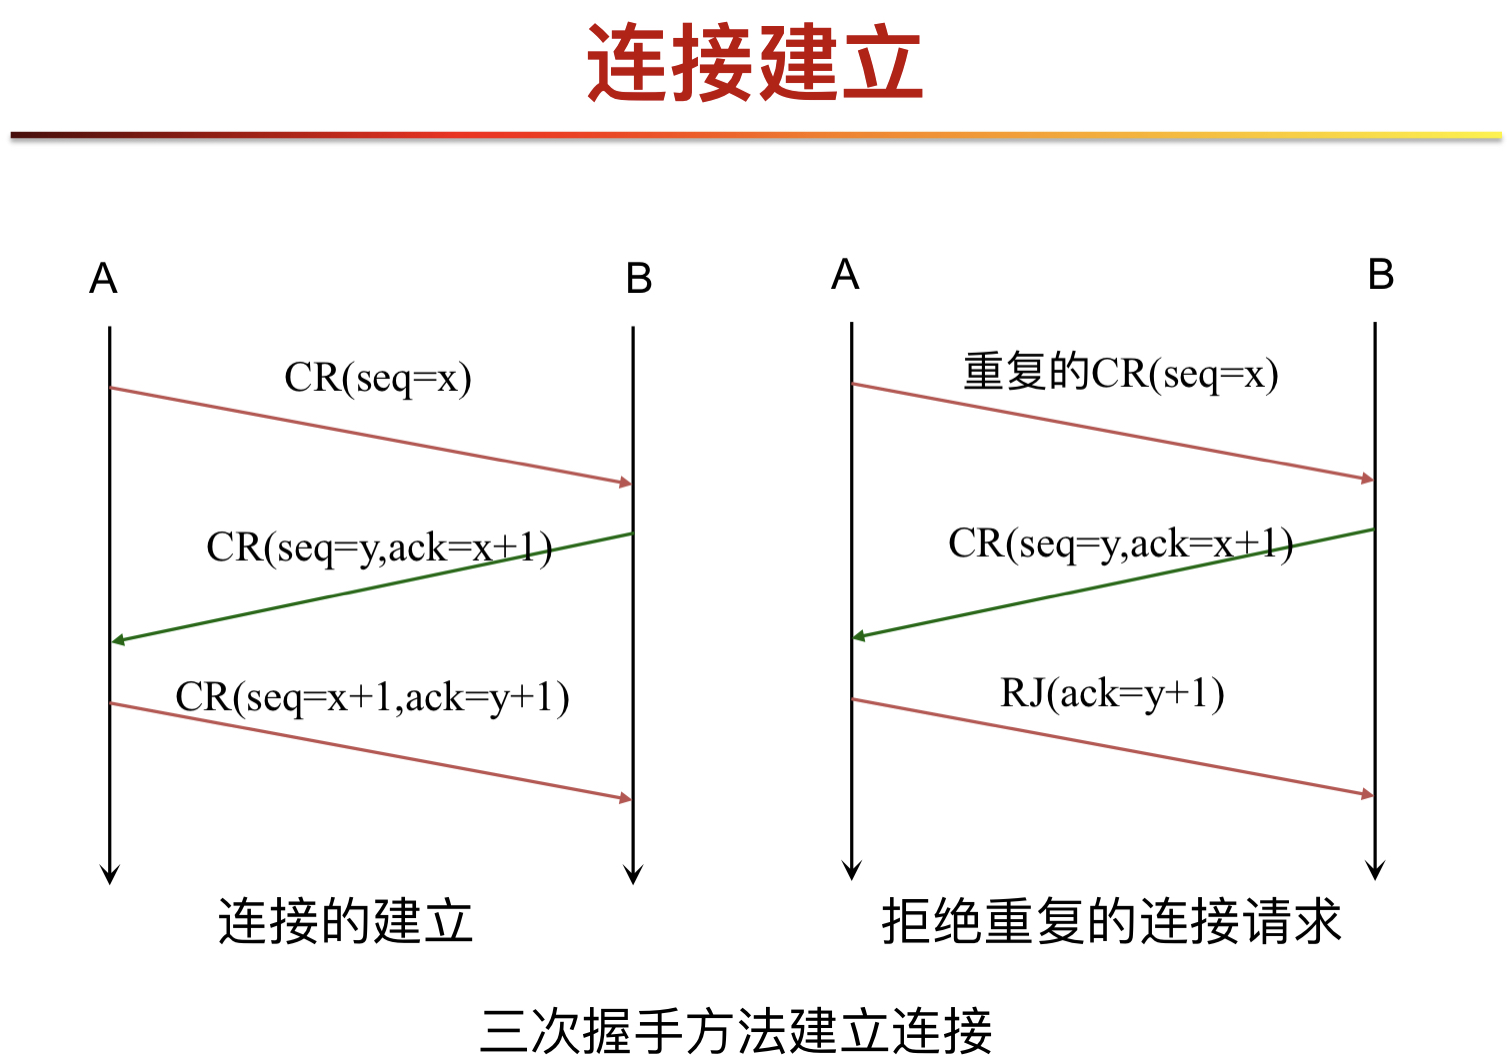 连接建立
A
B
CR(seq=x)
CR(seq=y,ack=x+1)
CR(seq=x+1,ack=y+1)
连接的建立
A
B
重复的CR(seq=x)
CR(seq=y,ack=x+1)
RJ(ack=y+1)
拒绝重复的连接请求
三次握手方法建立连接